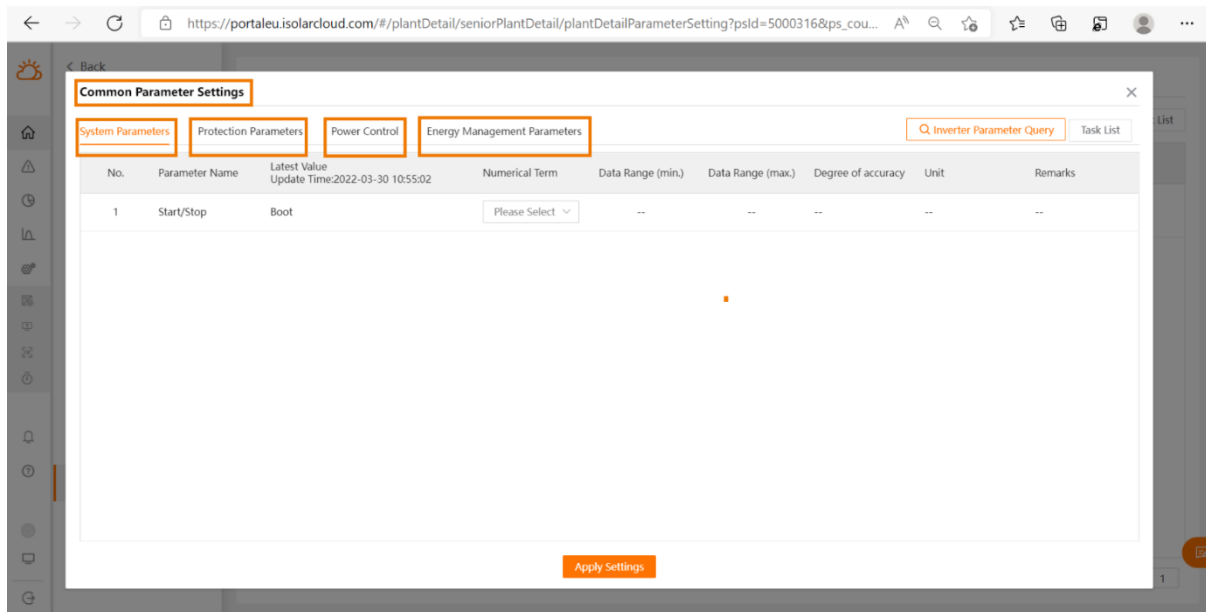 https://portaleu.isolarcloud.com/#/plantDetail/seniorPlantDetail/plantDetailParameterSetting?psId=5000316&ps_cou...
< Back
Common Parameter Settings
System Parameters Protection Parameters Power Control Energy Management Parameters Inverter Parameter Query Task List
List
No. Parameter Name Latest Value Numerical Term Data Range (min.) Data Range (max.) Degree of accuracy Unit Remarks
Update Time:2022-03-30 10:55:02
1 Start/Stop Boot Please Select -- -- -- -- --
Apply Settings
1